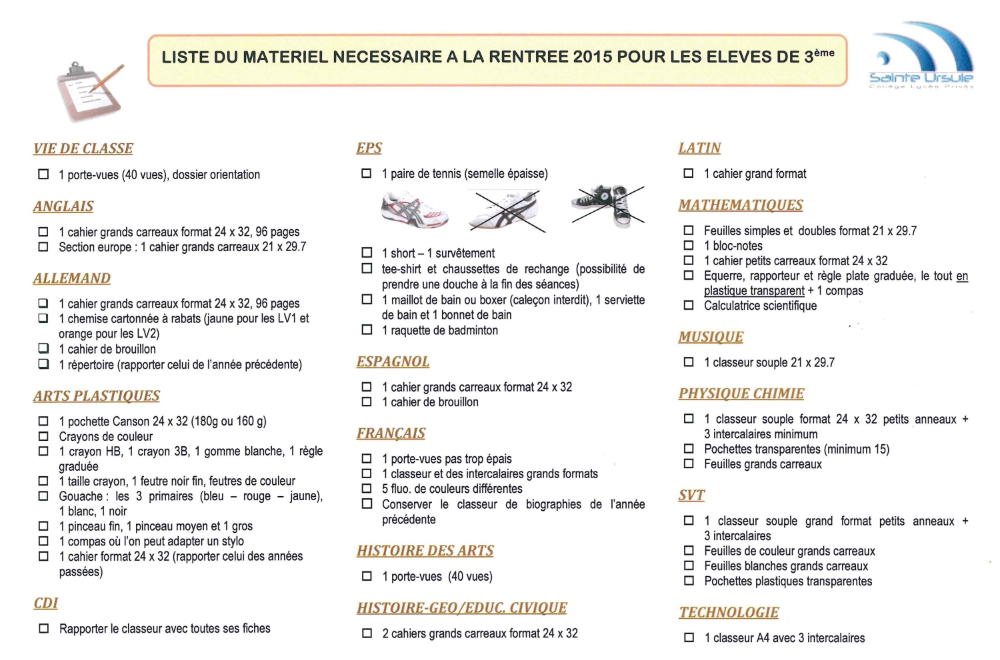 LISTE DU MATERIEL NECESSAIRE A LA RENTREE 2015 POUR LES ELEVES DE 3ème
Sainte Ursule
Collège Lycée Privés
VIE DE CLASSE
1 porte-vues (40 vues), dossier orientation
ANGLAIS
1 cahier grands carreaux format 24 x 32, 96 pages
Section europe : 1 cahier grands carreaux 21 x 29.7
ALLEMAND
1 cahier grands carreaux format 24 x 32, 96 pages
1 chemise cartonnée à rabats (jaune pour les LV1 et
orange pour les LV2)
1 cahier de brouillon
1 répertoire (rapporter celui de l'année précédente)
ARTS PLASTIQUES
1 pochette Canson 24 x 32 (180g ou 160 g)
Crayons de couleur
1 crayon HB, 1 crayon 3B, 1 gomme blanche, 1 règle
graduée
1 taille crayon, 1 feutre noir fin, feutres de couleur
Gouache : les 3 primaires (bleu – rouge – jaune),
1 blanc, 1 noir
1 pinceau fin, 1 pinceau moyen et 1 gros
1 compas où l'on peut adapter un stylo
1 cahier format 24 x 32 (rapporter celui des années
passées)
CDI
Rapporter le classeur avec toutes ses fiches
EPS
1 paire de tennis (semelle épaisse)
1 short – 1 survêtement
tee-shirt et chaussettes de rechange (possibilité de
prendre une douche à la fin des séances)
1 maillot de bain ou boxer (caleçon interdit), 1 serviette
de bain et 1 bonnet de bain
1 raquette de badminton
ESPAGNOL
1 cahier grands carreaux format 24 x 32
1 cahier de brouillon
FRANÇAIS
1 porte-vues pas trop épais
1 classeur et des intercalaires grands formats
5 fluo. de couleurs différentes
Conserver le classeur de biographies de l'année
précédente
HISTOIRE DES ARTS
1 porte-vues (40 vues)
HISTOIRE-GEO/EDUC. CIVIQUE
2 cahiers grands carreaux format 24 x 32
LATIN
1 cahier grand format
MATHEMATIQUES
Feuilles simples et doubles format 21 x 29.7
1 bloc-notes
1 cahier petits carreaux format 24 x 32
Equerre, rapporteur et règle plate graduée, le tout en
plastique transparent + 1 compas
Calculatrice scientifique
MUSIQUE
1 classeur souple 21 x 29.7
PHYSIQUE CHIMIE
1 classeur souple format 24 x 32 petits anneaux +
3 intercalaires minimum
Pochettes transparentes (minimum 15)
Feuilles grands carreaux
SVT
1 classeur souple grand format petits anneaux +
3 intercalaires
Feuilles de couleur grands carreaux
Feuilles blanches grands carreaux
Pochettes plastiques transparentes
TECHNOLOGIE
1 classeur A4 avec 3 intercalaires